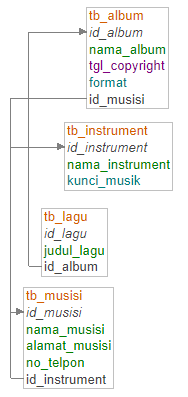 tb_album
id_album
nama_album
tgl_copyright
format
id_musisi
tb_instrument
id_instrument
nama_instrument
kunci_musik
tb_lagu
id_lagu
judul_lagu
id_album
tb_musisi
id_musisi
nama_musisi
alamat_musisi
no_telpon
id_instrument